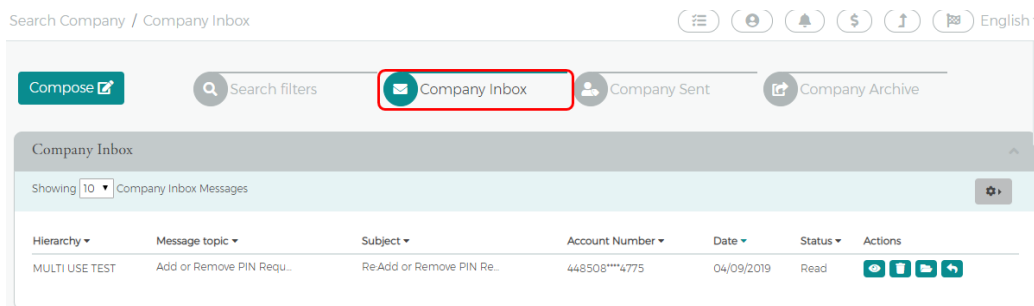 Search Company / Company Inbox
English
Compose
Search filters
Company Inbox
Company Sent
Company Archive
Company Inbox
Showing 10 Company Inbox Messages
Hierarchy Message topic Subject Account Number Date Status Actions
MULTI USE TEST Add or Remove PIN Requ... Re:Add or Remove PIN Re... 448508****4775 04/09/2019 Read